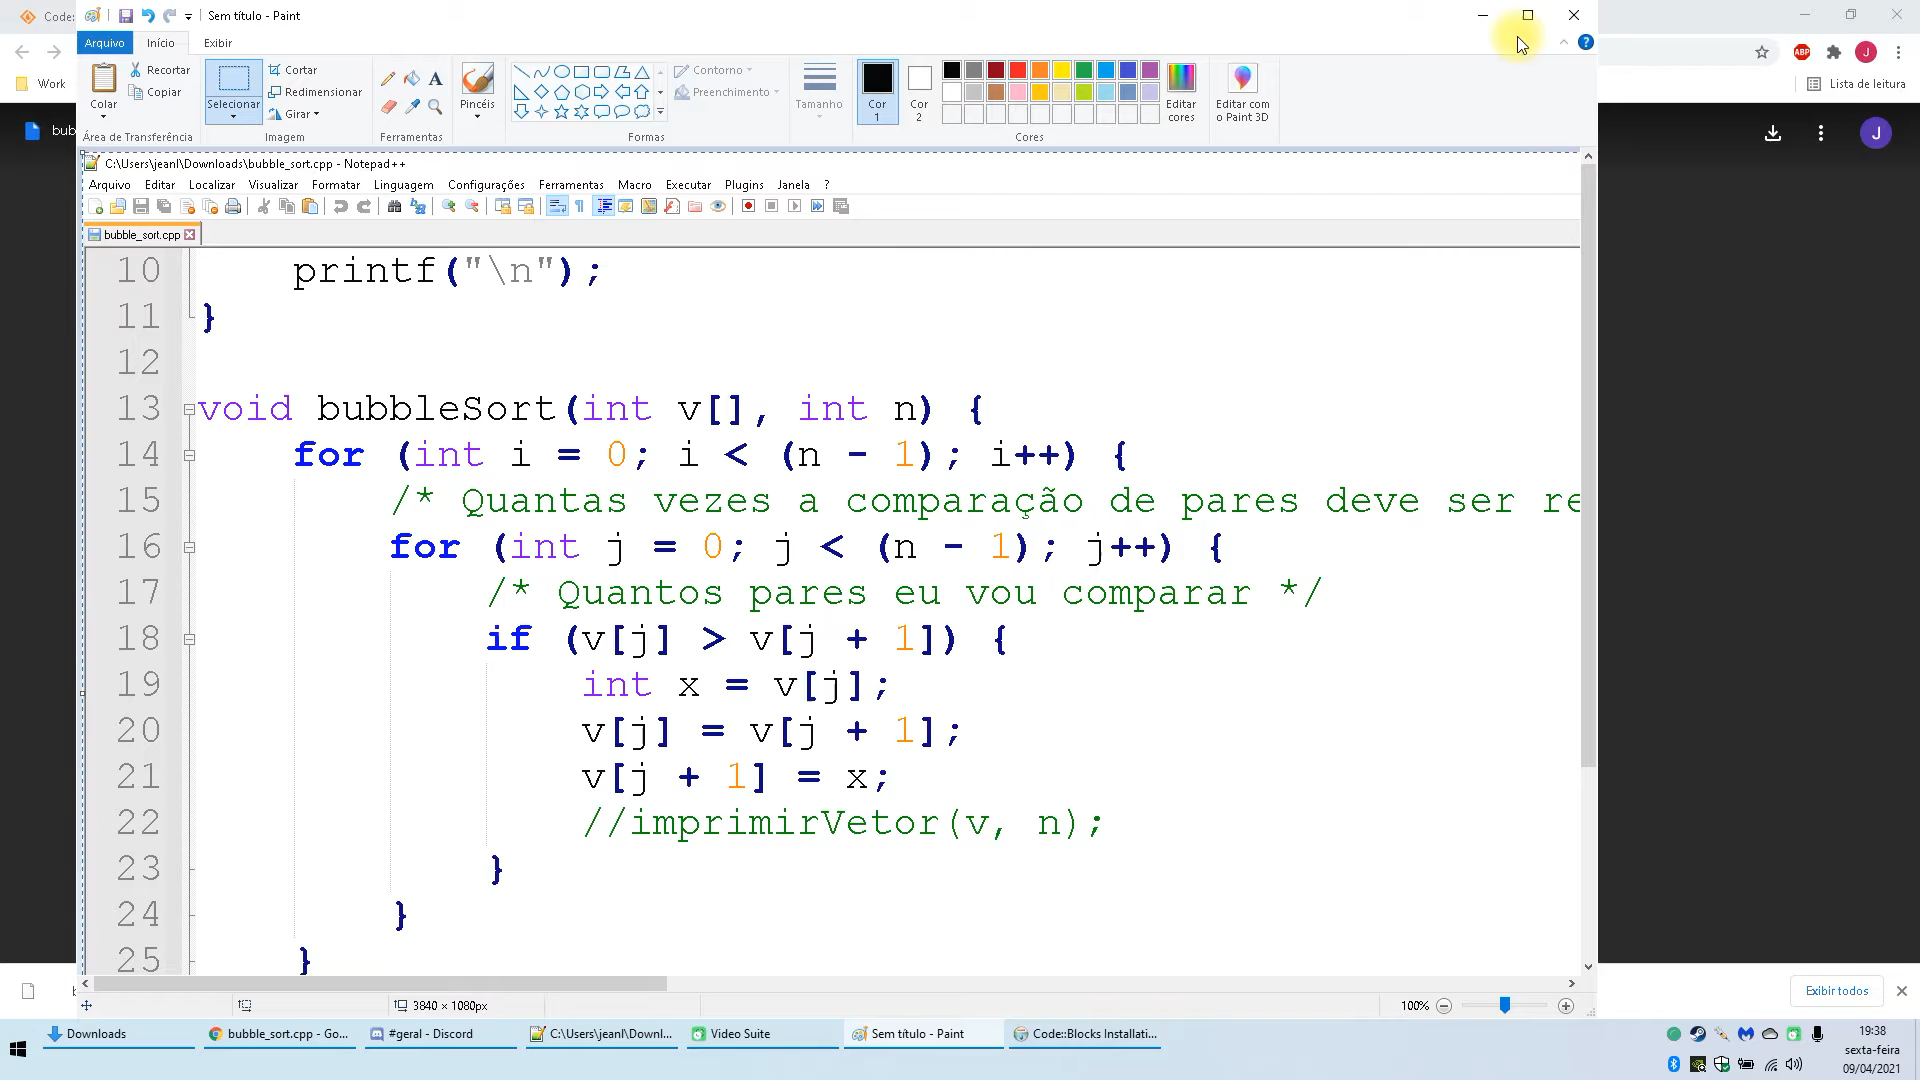 Code:
Sem título - Paint
Arquivo
Início
Exibir
Work
Lista de leitura
Colar
Recortar
Copiar
Selecionar
Cortar
Redimensionar
Girar
Pincéis
Contorno
Preenchimento
Tamanho
Cor
1
Cor
2
Editar
cores
Editar com
o Paint 3D
Área de Transferência
Imagem
Ferramentas
Formas
Cores
bub
J
J
C:\Users\jeanl\Downloads\bubble_sort.cpp - Notepad++
Arquivo Editar Localizar Visualizar Formatar Linguagem Configurações Ferramentas Macro Executar Plugins Janela ?
bubble_sort.cpp
10 printf("\n");
11 }
12
13 void bubbleSort(int v[], int n) {
14 for (int i = 0; i < (n - 1); i++) {
15 /* Quantas vezes a comparação de pares deve ser re
16 for (int j = 0; j < (n - 1); j++) {
17 /* Quantos pares eu vou comparar */
18 if (v[j] > v[j + 1]) {
19 int x = v[j];
20 v[j] = v[j + 1];
21 v[j + 1] = x;
22 //imprimirVetor(v, n);
23 }
24 }
25 }
3840 × 1080px
100%
Exibir todos
Downloads
bubble_sort.cpp - Go...
#geral - Discord
C:\Users\jeanl\Downl...
Video Suite
Sem título - Paint
Code::Blocks Installati...
19:38
sexta-feira
09/04/2021